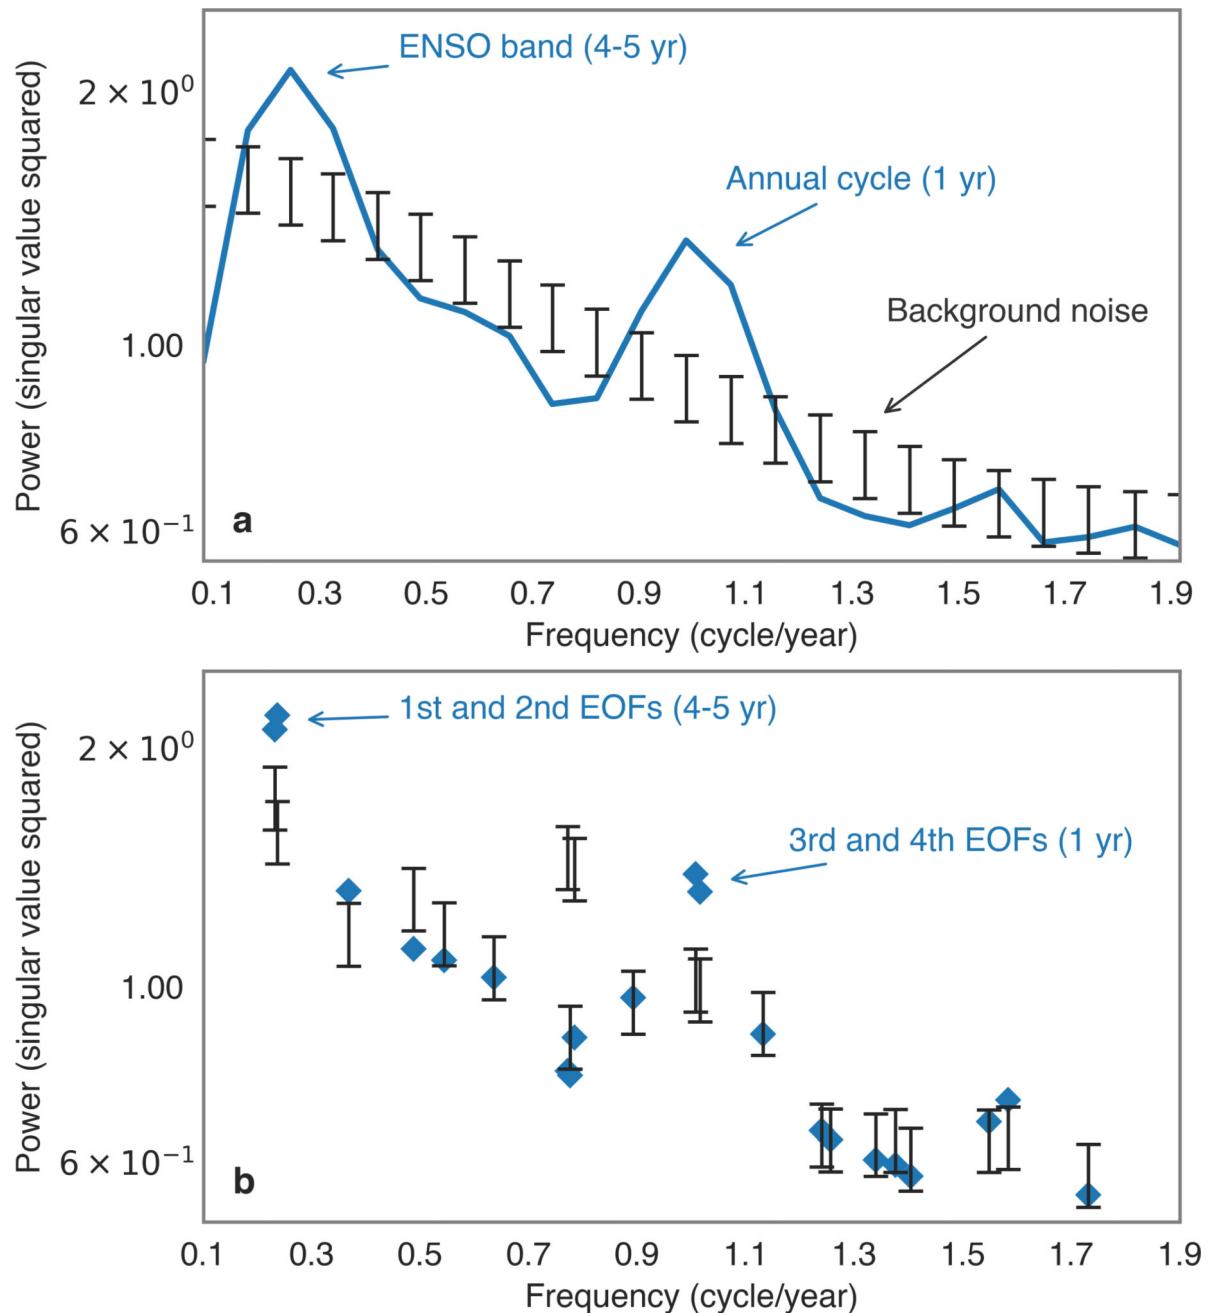 ENSO band (4-5 yr)
2 × 10⁰
Annual cycle (1 yr)
Background noise
1.00
6 × 10⁻¹
a
Power (singular value squared)
0.1 0.3 0.5 0.7 0.9 1.1 1.3 1.5 1.7 1.9
Frequency (cycle/year)
1st and 2nd EOFs (4-5 yr)
2 × 10⁰
3rd and 4th EOFs (1 yr)
1.00
6 × 10⁻¹
b
Power (singular value squared)
0.1 0.3 0.5 0.7 0.9 1.1 1.3 1.5 1.7 1.9
Frequency (cycle/year)